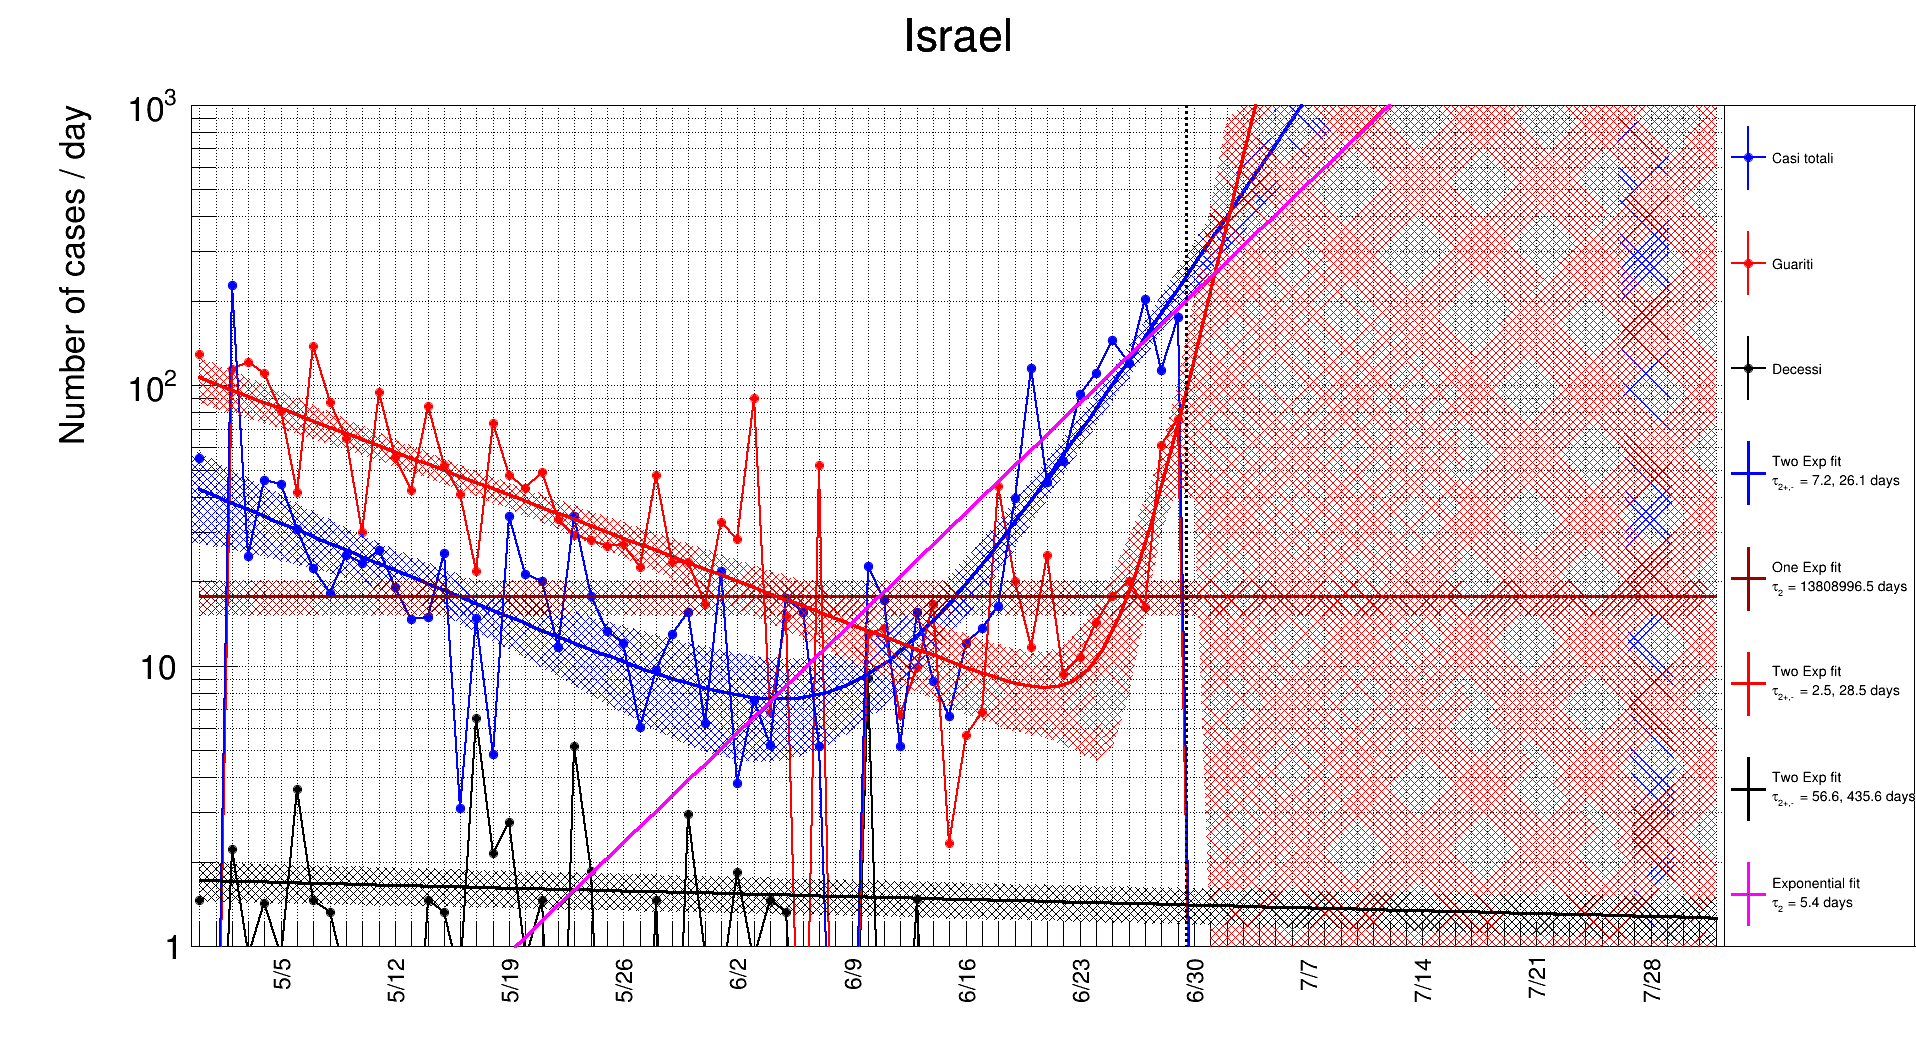 Israel
Number of cases / day
10³
10²
10
1
5/5
5/12
5/19
5/26
6/2
6/9
6/16
6/23
6/30
7/7
7/14
7/21
7/28
Casi totali
Guariti
Decessi
Two Exp fit
τ2+,- = 7.2, 26.1 days
One Exp fit
τ2 = 13808996.5 days
Two Exp fit
τ2+,- = 2.5, 28.5 days
Two Exp fit
τ2+,- = 56.6, 435.6 days
Exponential fit
τ2 = 5.4 days